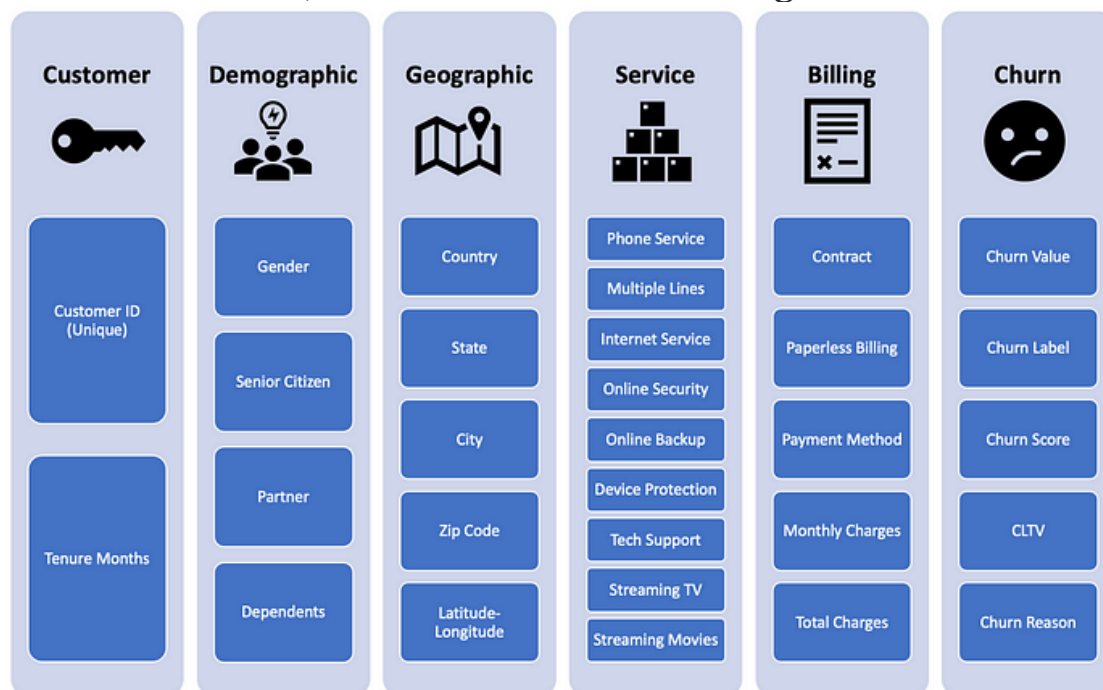 Customer
Customer ID
(Unique)
Tenure Months
Demographic
Gender
Senior Citizen
Partner
Dependents
Geographic
Country
State
City
Zip Code
Latitude-
Longitude
Service
Phone Service
Multiple Lines
Internet Service
Online Security
Online Backup
Device Protection
Tech Support
Streaming TV
Streaming Movies
Billing
Contract
Paperless Billing
Payment Method
Monthly Charges
Total Charges
Churn
Churn Value
Churn Label
Churn Score
CLTV
Churn Reason